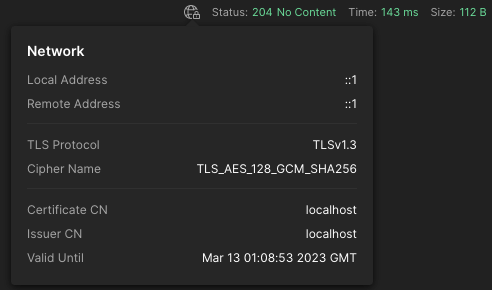 Status: 204 No Content Time: 143 ms Size: 112 B
Network
Local Address ::1
Remote Address ::1
TLS Protocol TLSv1.3
Cipher Name TLS_AES_128_GCM_SHA256
Certificate CN localhost
Issuer CN localhost
Valid Until Mar 13 01:08:53 2023 GMT